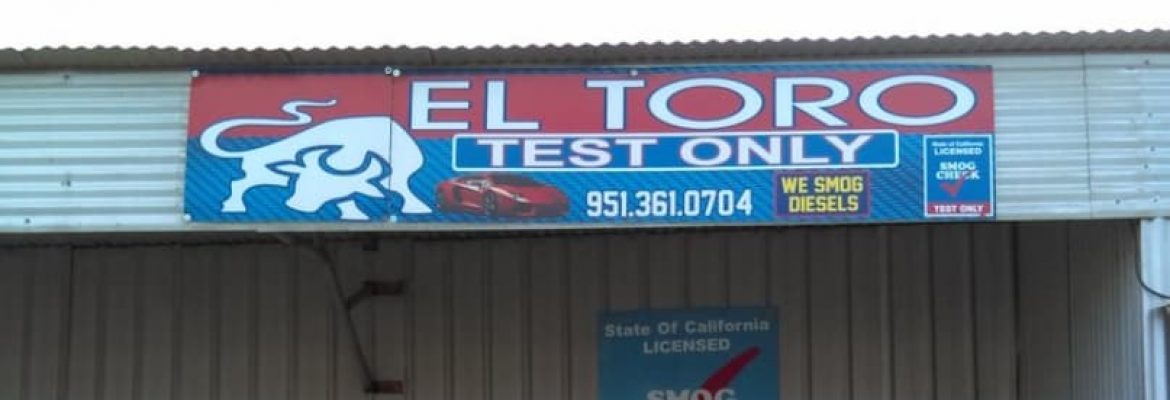 EL TORO
TEST ONLY
951.361.0704
WE SMOG
DIESELS
State of California
LICENSED
SMOG
CHECK
TEST ONLY
State Of California
LICENSED
SMOG